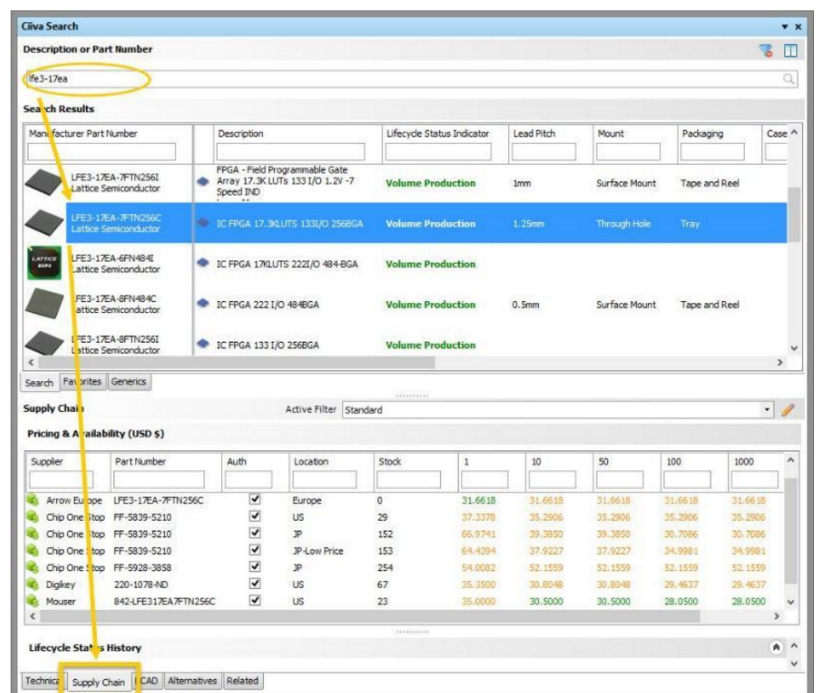 Ciiva Search
Description or Part Number
lfe3-17ea
Search Results
Manufacturer Part Number Description Lifecycle Status Indicator Lead Pitch Mount Packaging Case
LFE3-17EA-7FTN256I
Lattice Semiconductor
FPGA - Field Programmable Gate
Array 17.3K LUTs 133 I/O 1.2V -7
Speed IND
Volume Production 1mm Surface Mount Tape and Reel
LFE3-17EA-7FTN256C
Lattice Semiconductor
IC FPGA 17.3KLUTS 133I/O 256BGA Volume Production 1.25mm Through Hole Tray
LATTICE
ECP3
LFE3-17EA-6FN484I
Lattice Semiconductor
IC FPGA 17KLUTS 222I/O 484-BGA Volume Production
LFE3-17EA-8FN484C
Lattice Semiconductor
IC FPGA 222 I/O 484BGA Volume Production 0.5mm Surface Mount Tape and Reel
LFE3-17EA-8FTN256I
Lattice Semiconductor
IC FPGA 133 I/O 256BGA Volume Production
Search Favorites Generics
Supply Chain Active Filter Standard
Pricing & Availability (USD $)
Supplier Part Number Auth Location Stock 1 10 50 100 1000
Arrow Europe LFE3-17EA-7FTN256C Europe 0 31.6618 31.6618 31.6618 31.6618 31.6618
Chip One Stop FF-5839-5210 US 29 37.3378 35.2906 35.2906 35.2906 35.2906
Chip One Stop FF-5839-5210 JP 152 66.9741 39.3850 39.3850 30.7086 30.7086
Chip One Stop FF-5839-5210 JP-Low Price 153 64.4394 37.9227 37.9227 34.9981 34.9981
Chip One Stop FF-5928-3858 JP 254 54.0082 52.1559 52.1559 52.1559 52.1559
Digikey 220-1078-ND US 67 35.3500 30.8048 30.8048 29.4637 29.4637
Mouser 842-LFE317EA7FTN256C US 23 35.0000 30.5000 30.5000 28.0500 28.0500
Lifecycle Status History
Technical Supply Chain ECAD Alternatives Related